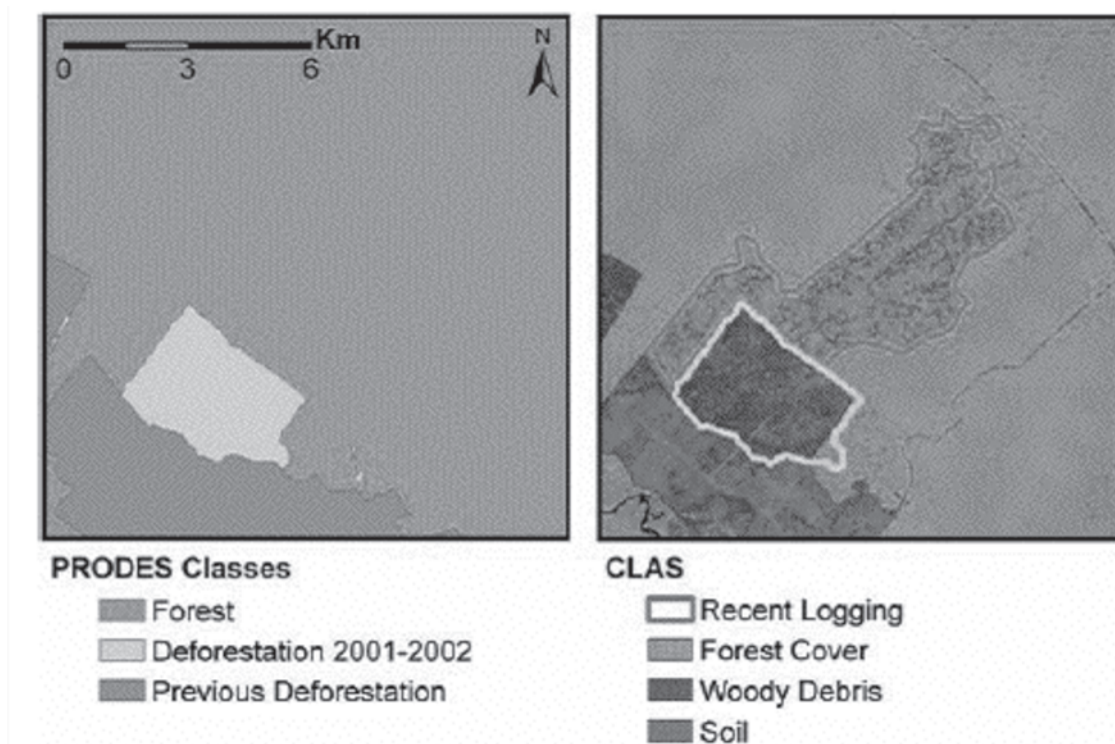 Km
0 3 6
N
PRODES Classes
Forest
Deforestation 2001-2002
Previous Deforestation
CLAS
Recent Logging
Forest Cover
Woody Debris
Soil